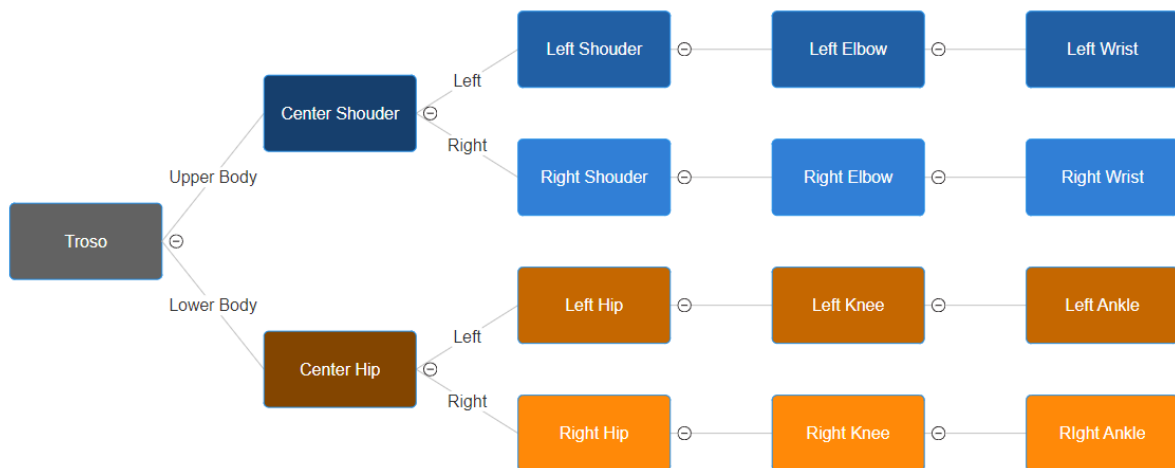 Left Shouder
Left Elbow
Left Wrist
Left
Center Shouder
Right
Right Shouder
Right Elbow
Right Wrist
Upper Body
Troso
Lower Body
Left Hip
Left Knee
Left Ankle
Left
Center Hip
Right
Right Hip
Right Knee
RIght Ankle